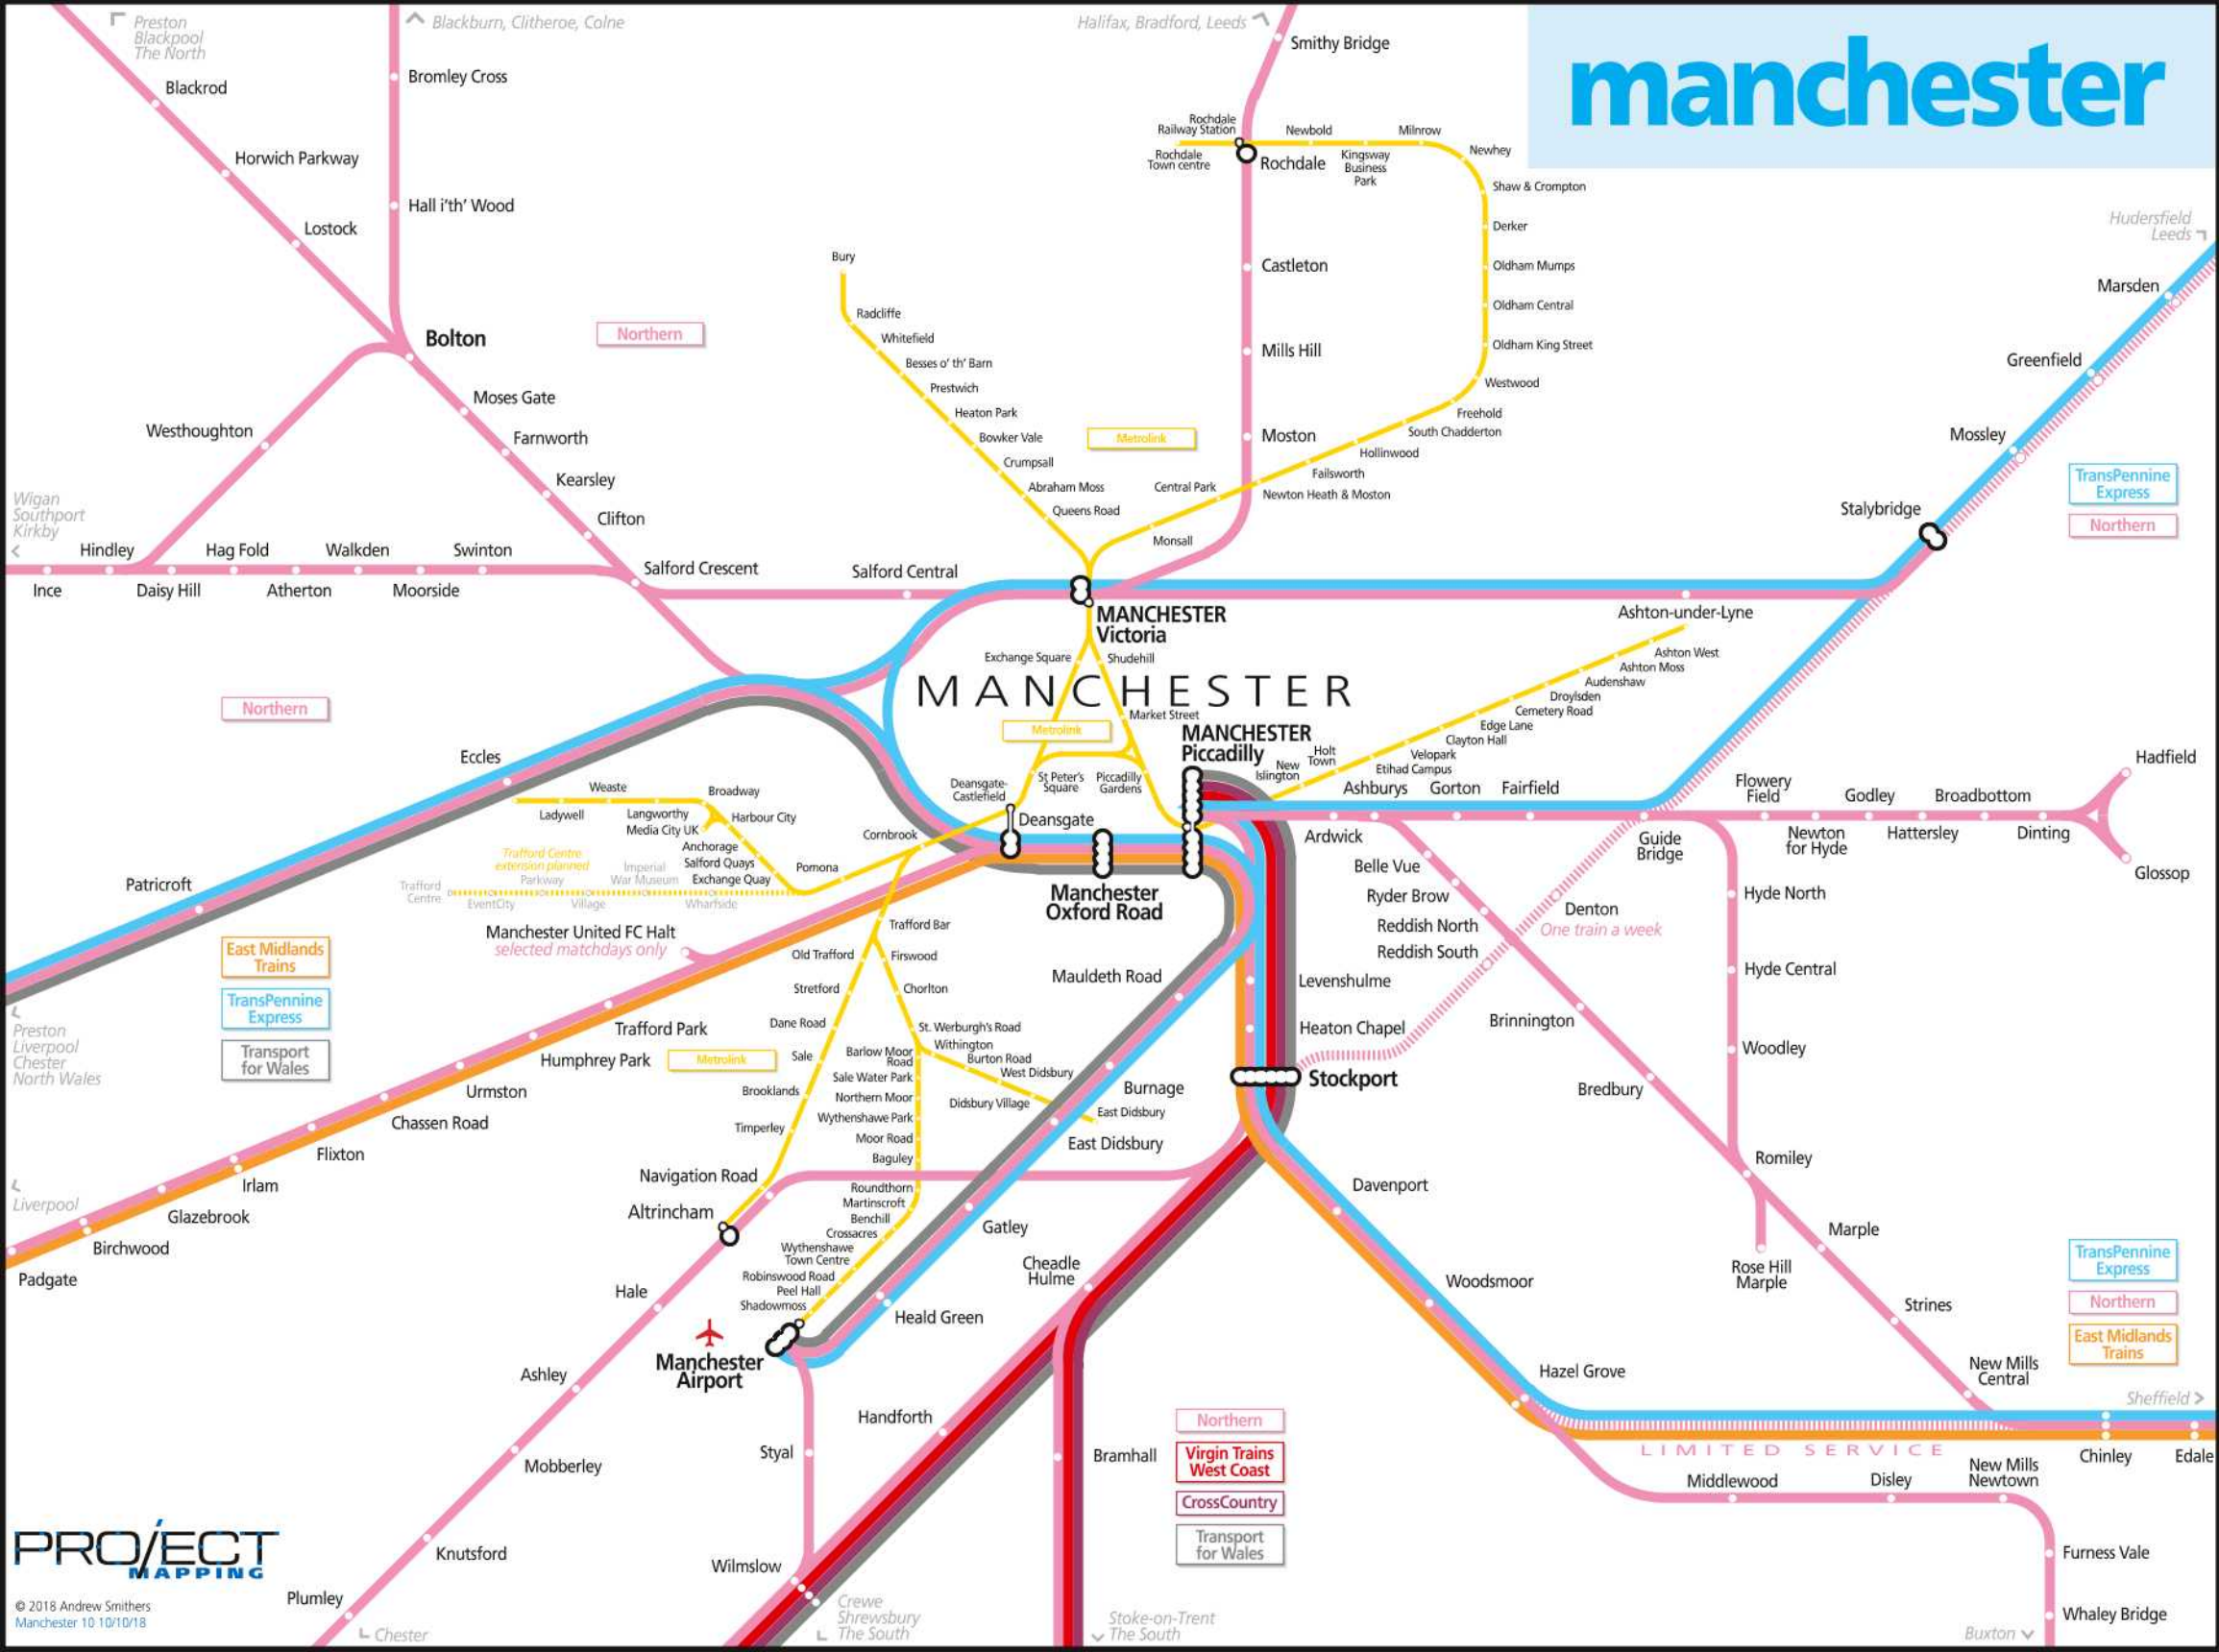 manchester
Preston
Blackpool
The North
Blackburn, Clitheroe, Colne
Halifax, Bradford, Leeds
Smithy Bridge
Blackrod
Bromley Cross
Horwich Parkway
Hall i'th' Wood
Lostock
Bolton
Northern
Moses Gate
Farnworth
Westhoughton
Kearsley
Clifton
Wigan
Southport
Kirkby
Hindley
Hag Fold
Walkden
Swinton
Ince
Daisy Hill
Atherton
Moorside
Salford Crescent
Salford Central
Rochdale
Railway Station
Rochdale
Town centre
Rochdale
Newbold
Kingsway
Business
Park
Milnrow
Newhey
Shaw & Crompton
Derker
Oldham Mumps
Oldham Central
Oldham King Street
Westwood
Freehold
South Chadderton
Hollinwood
Failsworth
Newton Heath & Moston
Central Park
Monsall
Castleton
Mills Hill
Moston
Bury
Radcliffe
Whitefield
Besses o' th' Barn
Prestwich
Heaton Park
Bowker Vale
Crumpsall
Abraham Moss
Queens Road
Metrolink
Hudersfield
Leeds
Marsden
Greenfield
Mossley
Stalybridge
TransPennine
Express
Northern
MANCHESTER
Victoria
Exchange Square
Shudehill
MANCHESTER
Market Street
Metrolink
MANCHESTER
Piccadilly
Deansgate-
Castlefield
St Peter's
Square
Piccadilly
Gardens
Deansgate
Manchester
Oxford Road
Ashton-under-Lyne
Ashton West
Ashton Moss
Audenshaw
Droylsden
Cemetery Road
Edge Lane
Clayton Hall
Velopark
Etihad Campus
Holt
Town
New
Islington
Ashburys
Gorton
Fairfield
Ardwick
Guide
Bridge
Flowery
Field
Newton
for Hyde
Godley
Hattersley
Broadbottom
Dinting
Hadfield
Glossop
Belle Vue
Ryder Brow
Reddish North
Reddish South
Denton
One train a week
Hyde North
Hyde Central
Woodley
Brinnington
Bredbury
Romiley
Rose Hill
Marple
Marple
Strines
New Mills
Central
Northern
Eccles
Patricroft
Weaste
Ladywell
Langworthy
Broadway
Media City UK
Harbour City
Anchorage
Salford Quays
Exchange Quay
Pomona
Cornbrook
Trafford Centre
extension planned
Trafford
Centre
EventCity
Parkway
Village
Imperial
War Museum
Wharfside
Manchester United FC Halt
selected matchdays only
East Midlands
Trains
TransPennine
Express
Transport
for Wales
Preston
Liverpool
Chester
North Wales
Liverpool
Trafford Park
Humphrey Park
Urmston
Chassen Road
Flixton
Irlam
Glazebrook
Birchwood
Padgate
Metrolink
Trafford Bar
Old Trafford
Firswood
Stretford
Chorlton
Dane Road
St. Werburgh's Road
Withington
Sale
Barlow Moor
Road
Burton Road
West Didsbury
Sale Water Park
Brooklands
Northern Moor
Didsbury Village
East Didsbury
Wythenshawe Park
Timperley
Moor Road
Baguley
Navigation Road
Roundthorn
Martinscroft
Altrincham
Benchill
Crossacres
Wythenshawe
Town Centre
Robinswood Road
Peel Hall
Shadowmoss
Manchester
Airport
Mauldeth Road
Burnage
East Didsbury
Gatley
Heald Green
Levenshulme
Heaton Chapel
Stockport
Cheadle
Hulme
Handforth
Bramhall
Styal
Wilmslow
Hale
Ashley
Mobberley
Knutsford
Plumley
Chester
Crewe
Shrewsbury
The South
Stoke-on-Trent
The South
Northern
Virgin Trains
West Coast
CrossCountry
Transport
for Wales
Davenport
Woodsmoor
Hazel Grove
LIMITED SERVICE
Middlewood
Disley
New Mills
Newtown
Furness Vale
Whaley Bridge
Buxton
TransPennine
Express
Northern
East Midlands
Trains
Sheffield >
Chinley
Edale
PROJECT
MAPPING
© 2018 Andrew Smithers
Manchester 10 10/10/18